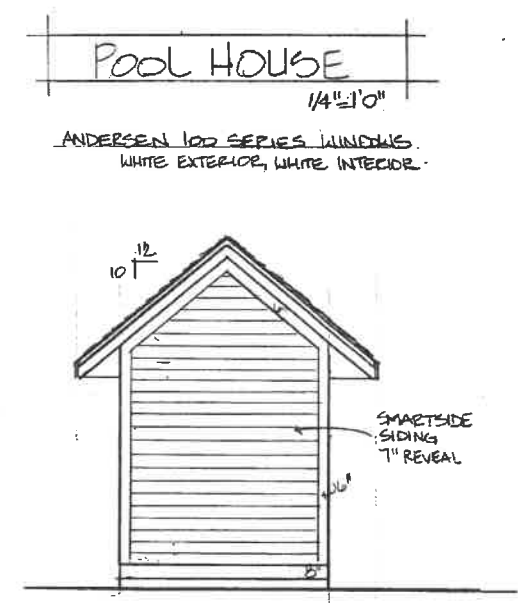 POOL HOUSE
1/4"=1'0"
ANDERSEN 100 SERIES WINDOWS.
WHITE EXTERIOR, WHITE INTERIOR.
12
10
6"
SMARTSIDE
SIDING
7" REVEAL
6"
8"